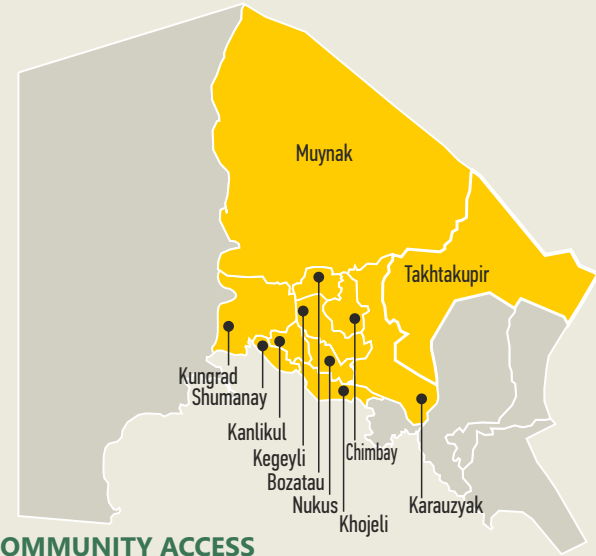 Muynak
Takhtakupir
Kungrad
Shumanay
Kanlikul
Kegeyli
Chimbay
Bozatau
Nukus
Karauzyak
Khojeli
OMMUNITY ACCESS